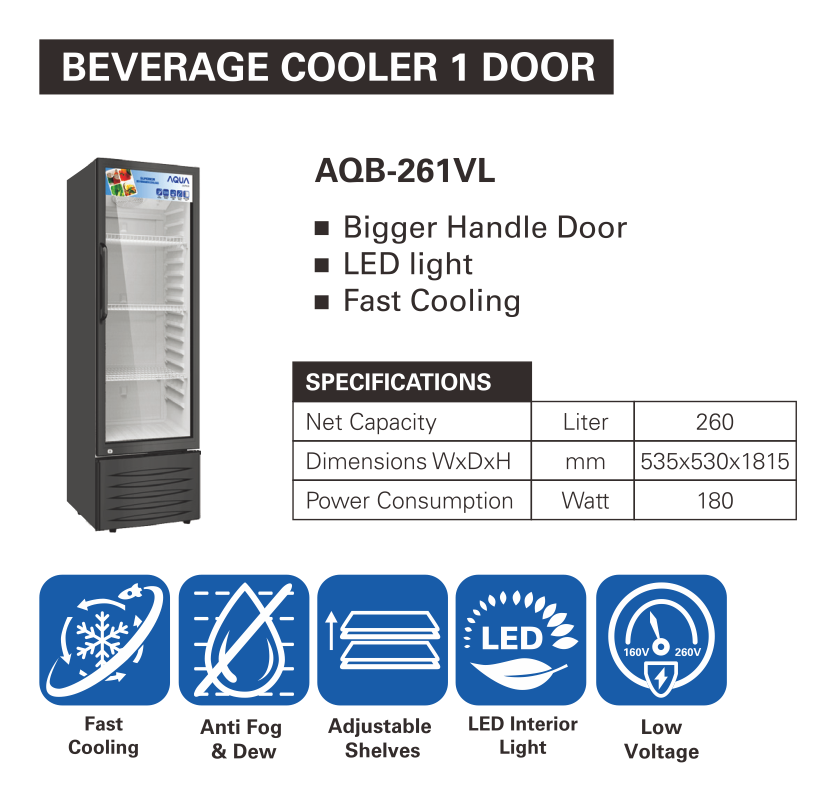 BEVERAGE COOLER 1 DOOR
AQUA
AQB-261VL
■ Bigger Handle Door
■ LED light
■ Fast Cooling
SPECIFICATIONS
Net Capacity Liter 260
Dimensions WxDxH mm 535x530x1815
Power Consumption Watt 180
LED
160V 260V
Fast
Cooling
Anti Fog
& Dew
Adjustable
Shelves
LED Interior
Light
Low
Voltage